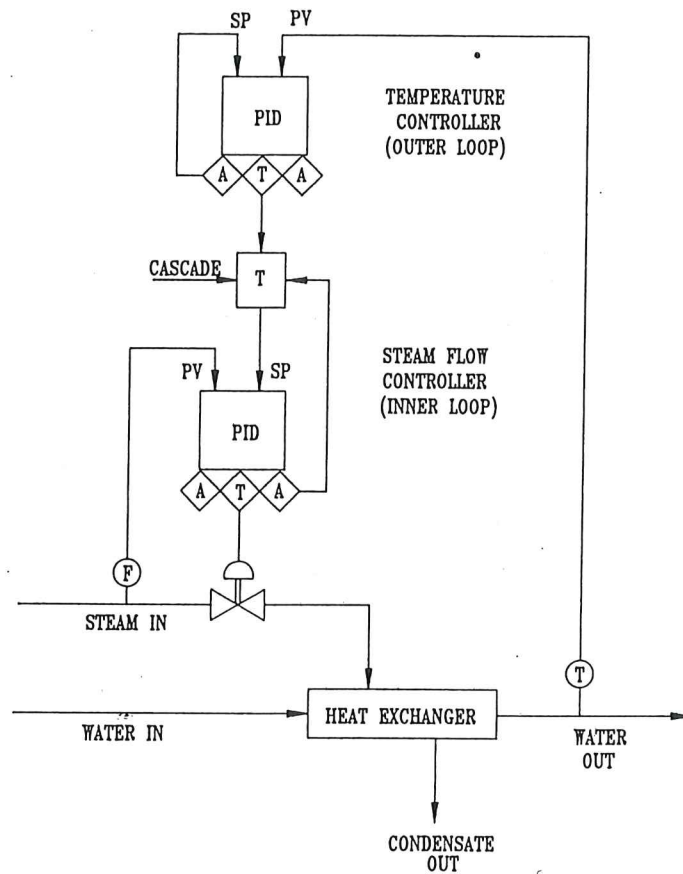 SP
PV
PID
TEMPERATURE
CONTROLLER
(OUTER LOOP)
A
T
A
CASCADE
T
PV
SP
STEAM FLOW
CONTROLLER
(INNER LOOP)
PID
A
T
A
F
STEAM IN
T
HEAT EXCHANGER
WATER IN
WATER
OUT
CONDENSATE
OUT